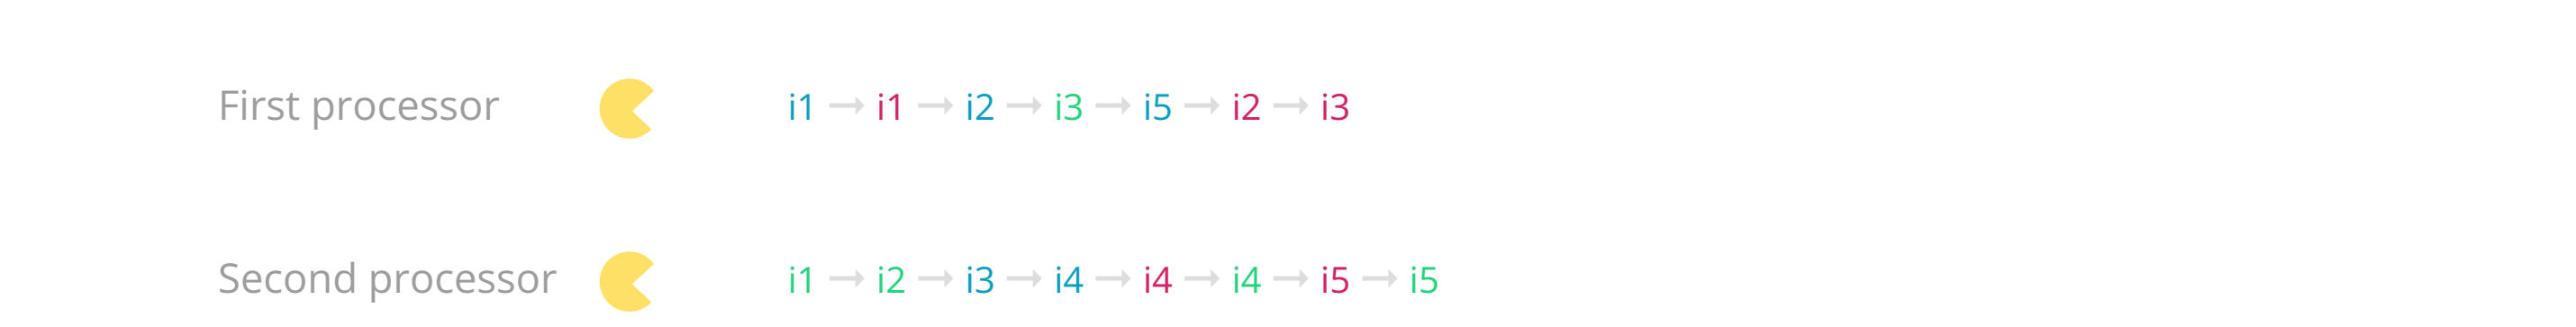 First processor i1 → i1 → i2 → i3 → i5 → i2 → i3
Second processor i1 → i2 → i3 → i4 → i4 → i4 → i5 → i5